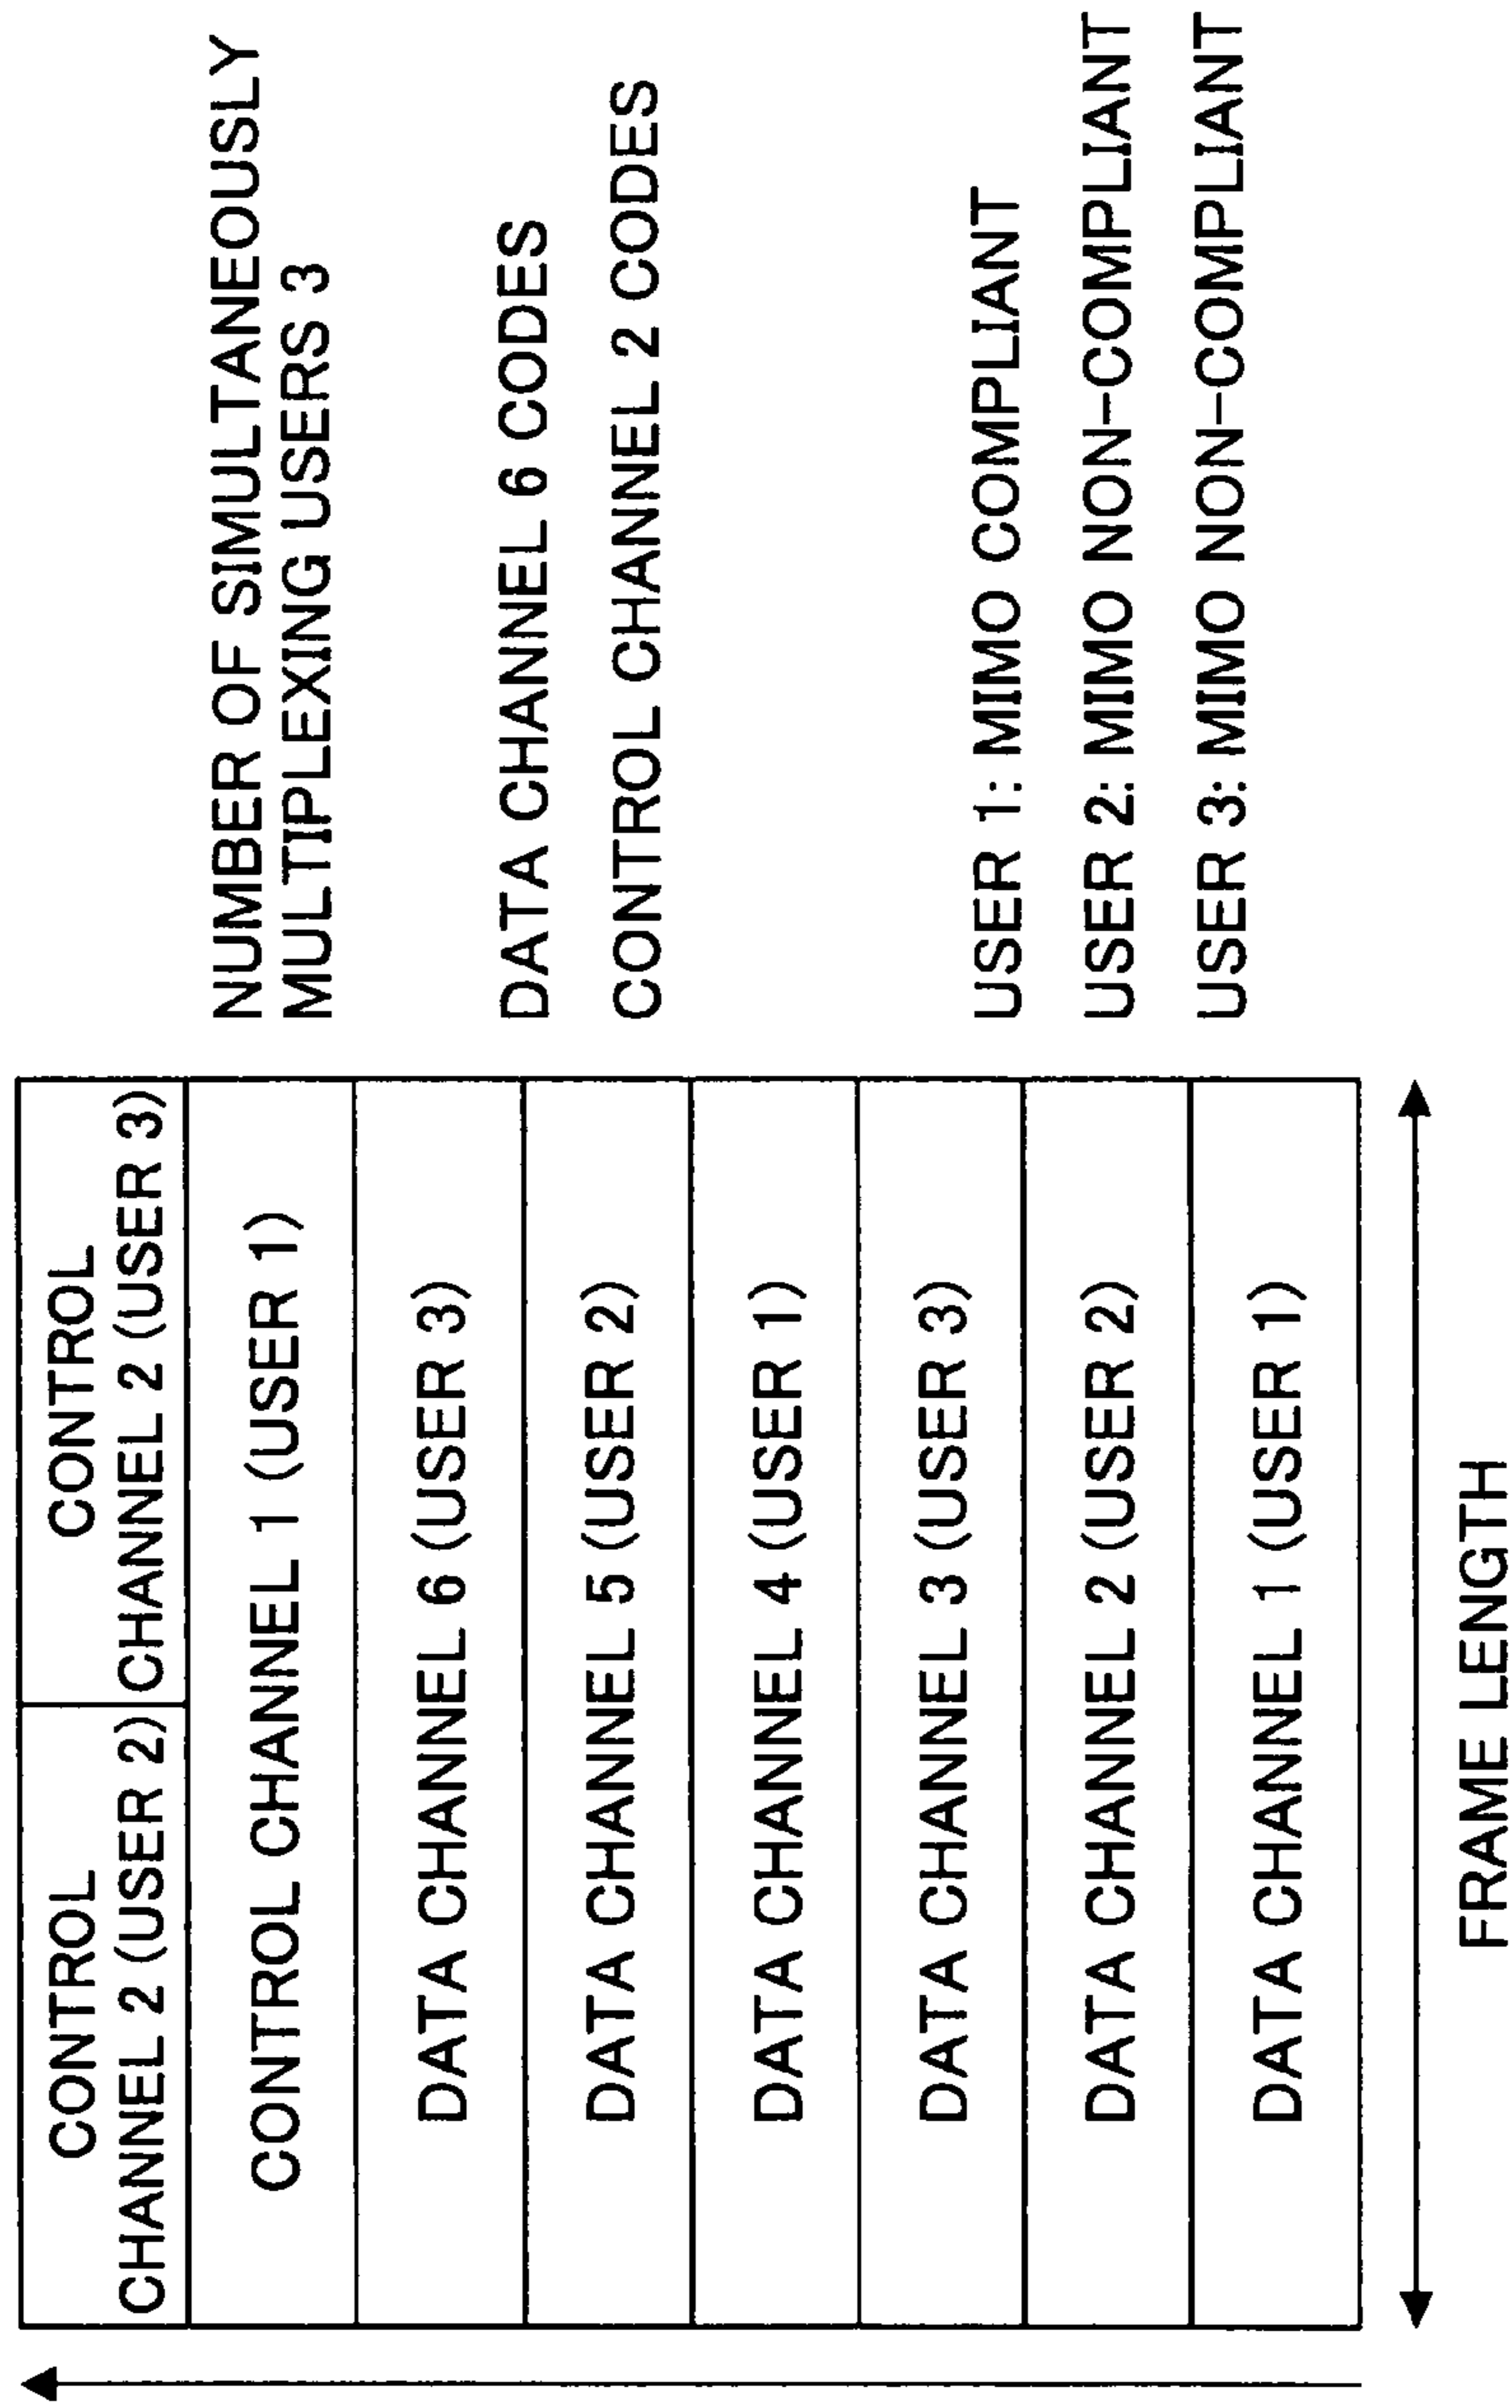 CONTROL
CHANNEL 2 (USER 2)
CONTROL
CHANNEL 2 (USER 3)
CONTROL CHANNEL 1 (USER 1)
DATA CHANNEL 6 (USER 3)
DATA CHANNEL 5 (USER 2)
DATA CHANNEL 4 (USER 1)
DATA CHANNEL 3 (USER 3)
DATA CHANNEL 2 (USER 2)
DATA CHANNEL 1 (USER 1)
FRAME LENGTH
NUMBER OF SIMULTANEOUSLY
MULTIPLEXING USERS 3
DATA CHANNEL 6 CODES
CONTROL CHANNEL 2 CODES
USER 1: MIMO COMPLIANT
USER 2: MIMO NON-COMPLIANT
USER 3: MIMO NON-COMPLIANT